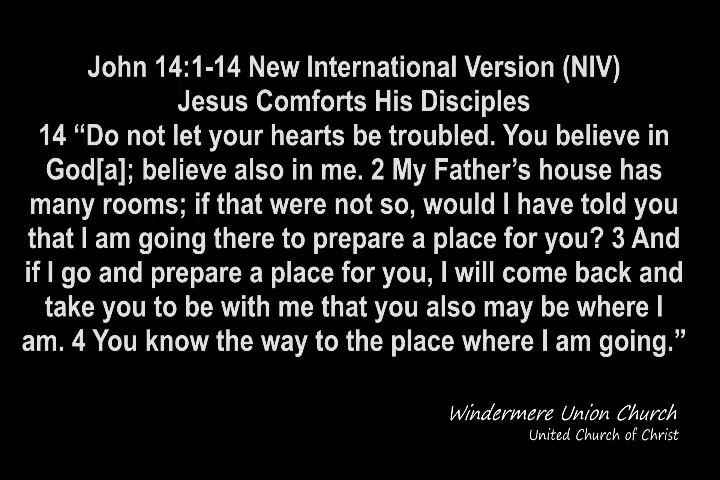 John 14:1-14 New International Version (NIV)
Jesus Comforts His Disciples
14 “Do not let your hearts be troubled. You believe in
God[a]; believe also in me. 2 My Father’s house has
many rooms; if that were not so, would I have told you
that I am going there to prepare a place for you? 3 And
if I go and prepare a place for you, I will come back and
take you to be with me that you also may be where I
am. 4 You know the way to the place where I am going.”
Windermere Union Church
United Church of Christ